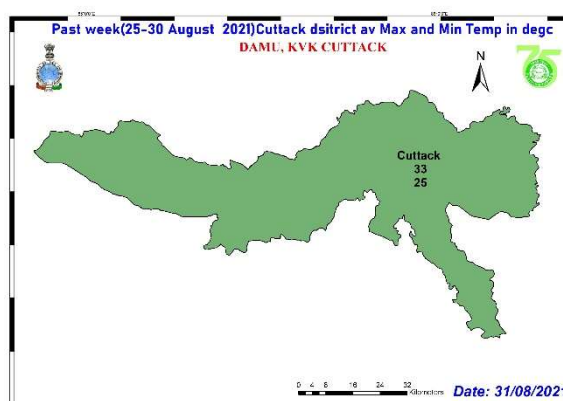 Past week(25-30 August 2021)Cuttack dsitrict av Max and Min Temp in degc
DAMU, KVK CUTTACK
N
75
Cuttack
33
25
0 4 8 16 24 32
Kilometers
Date: 31/08/2021